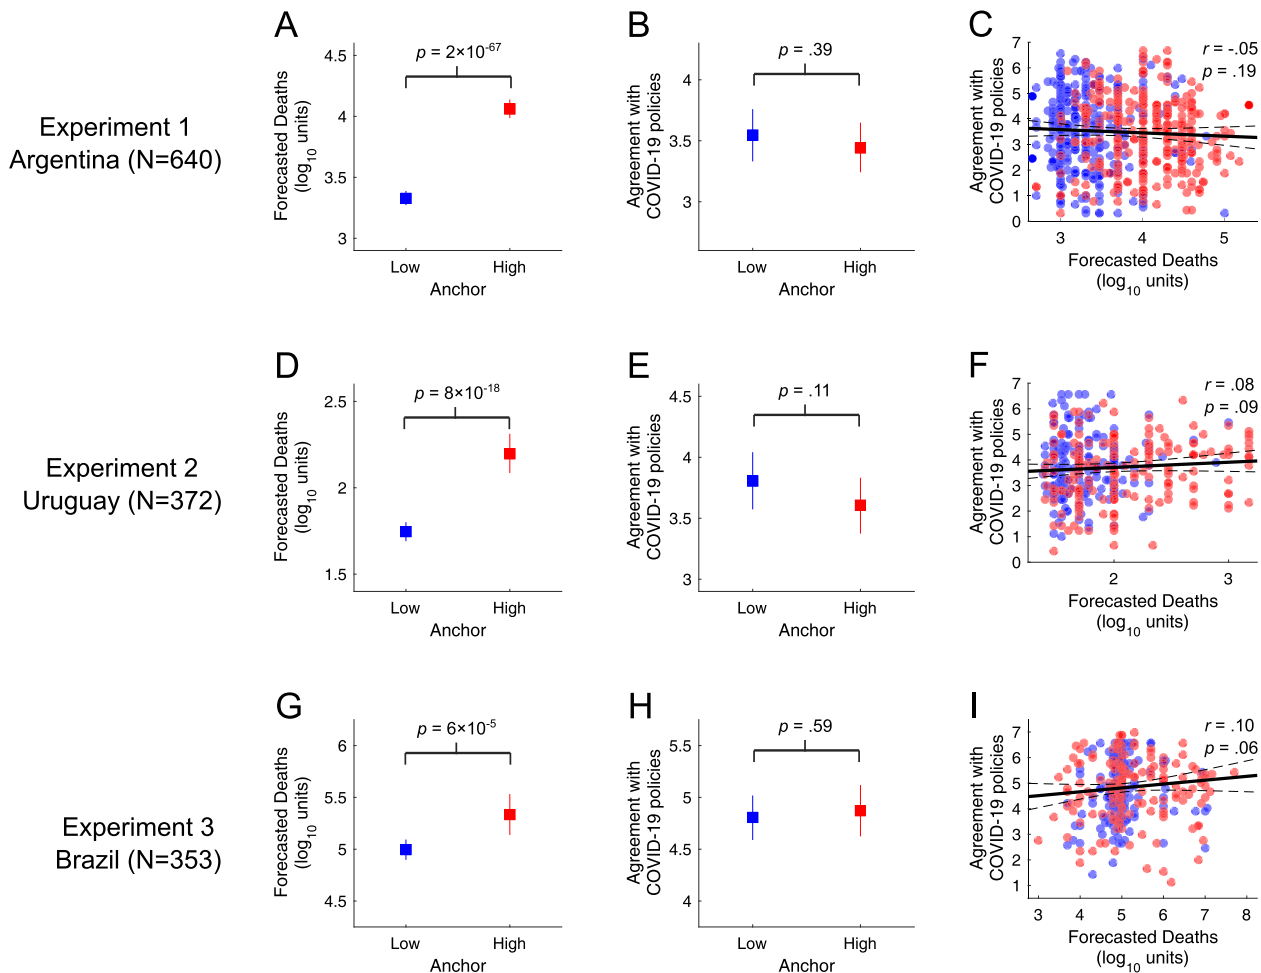 A
B
C
Experiment 1
Argentina (N=640)
Forecasted Deaths
(log10 units)
4.5
4
3.5
3
p = 2×10-67
Low
High
Anchor
Agreement with
COVID-19 policies
4
3.5
3
p = .39
Low
High
Anchor
Agreement with
COVID-19 policies
7
6
5
4
3
2
1
0
r = -.05
p = .19
3
4
5
Forecasted Deaths
(log10 units)
D
E
F
Experiment 2
Uruguay (N=372)
Forecasted Deaths
(log10 units)
2.5
2
1.5
p = 8×10-18
Low
High
Anchor
Agreement with
COVID-19 policies
4.5
4
3.5
3
p = .11
Low
High
Anchor
Agreement with
COVID-19 policies
7
6
5
4
3
2
1
0
r = .08
p = .09
2
3
Forecasted Deaths
(log10 units)
G
H
I
Experiment 3
Brazil (N=353)
Forecasted Deaths
(log10 units)
6
5.5
5
4.5
p = 6×10-5
Low
High
Anchor
Agreement with
COVID-19 policies
5.5
5
4.5
4
p = .59
Low
High
Anchor
Agreement with
COVID-19 policies
7
6
5
4
3
2
1
r = .10
p = .06
3
4
5
6
7
8
Forecasted Deaths
(log10 units)